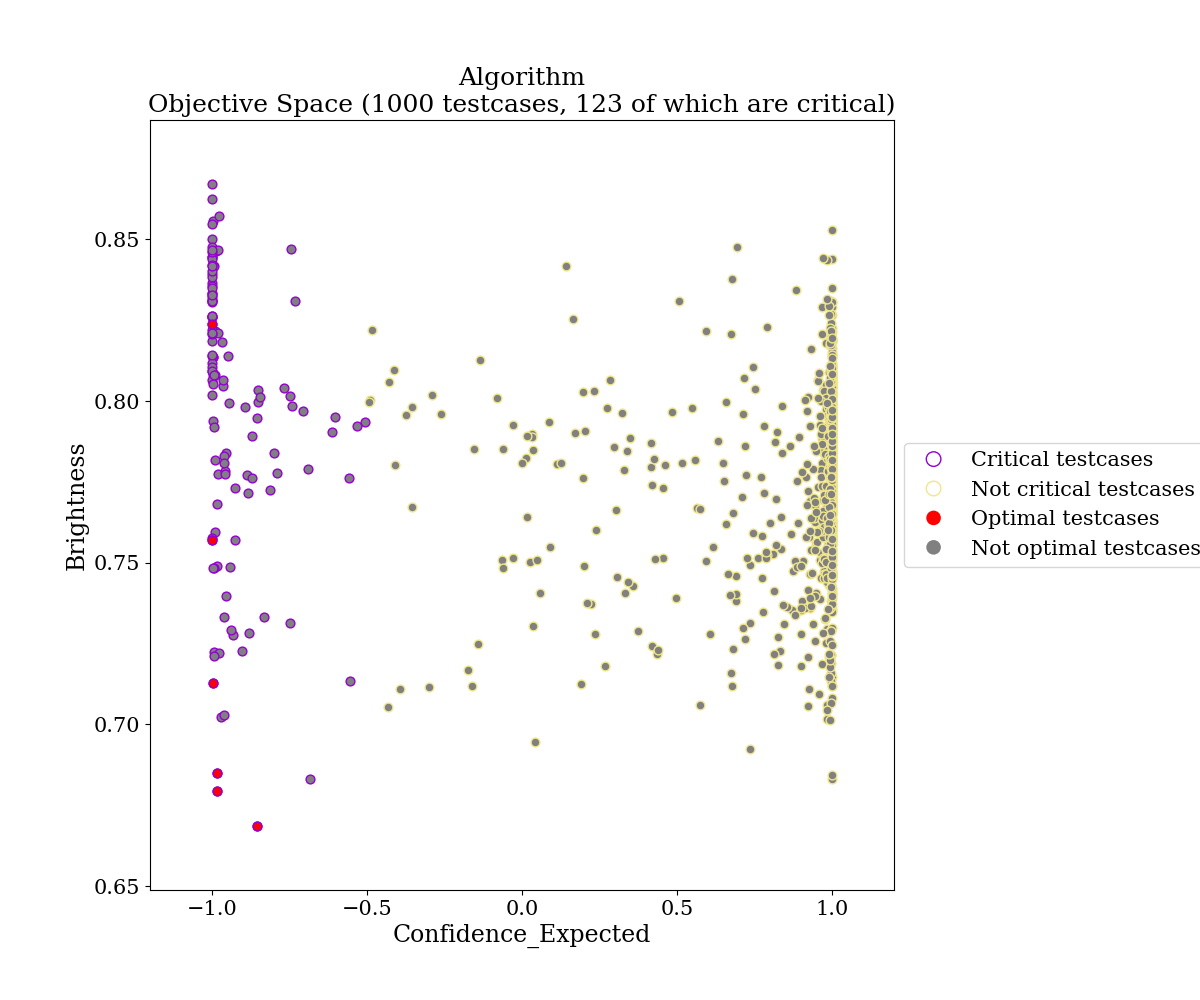 Algorithm
Objective Space (1000 testcases, 123 of which are critical)
Brightness
0.85
0.80
0.75
0.70
0.65
−1.0
−0.5
0.0
0.5
1.0
Confidence_Expected
Critical testcases
Not critical testcases
Optimal testcases
Not optimal testcases